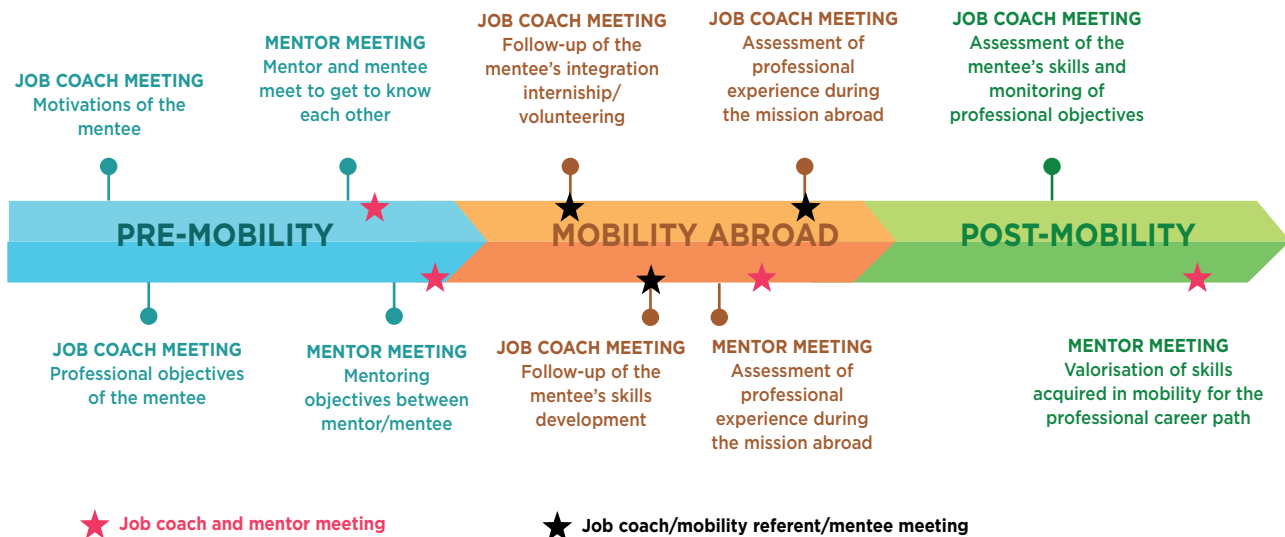 JOB COACH MEETING
Motivations of the
mentee
MENTOR MEETING
Mentor and mentee
meet to get to know
each other
JOB COACH MEETING
Follow-up of the
mentee's integration
interniship/
volunteering
JOB COACH MEETING
Assessment of
professional
experience during
the mission abroad
JOB COACH MEETING
Assessment of the
mentee's skills and
monitoring of
professional objectives
PRE-MOBILITY
MOBILITY ABROAD
POST-MOBILITY
JOB COACH MEETING
Professional objectives
of the mentee
MENTOR MEETING
Mentoring
objectives between
mentor/mentee
JOB COACH MEETING
Follow-up of the
mentee's skills
development
MENTOR MEETING
Assessment of
professional
experience during
the mission abroad
MENTOR MEETING
Valorisation of skills
acquired in mobility for the
professional career path
Job coach and mentor meeting
Job coach/mobility referent/mentee meeting